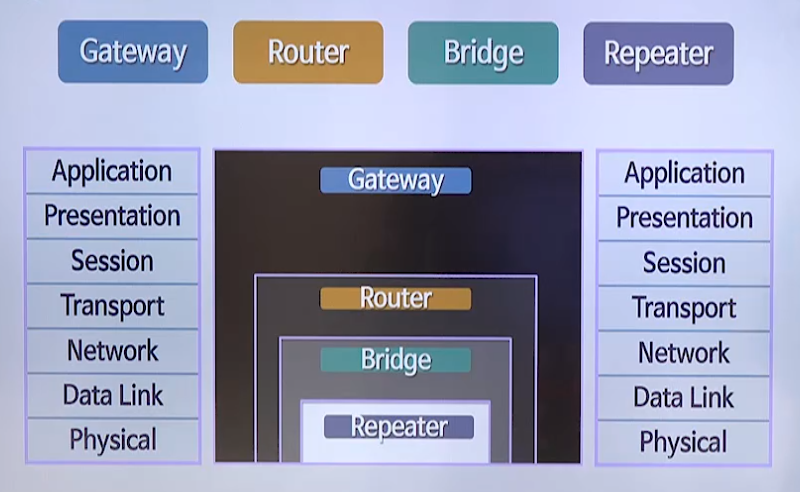 Gateway Router Bridge Repeater
Application
Presentation
Session
Transport
Network
Data Link
Physical
Gateway
Router
Bridge
Repeater
Application
Presentation
Session
Transport
Network
Data Link
Physical